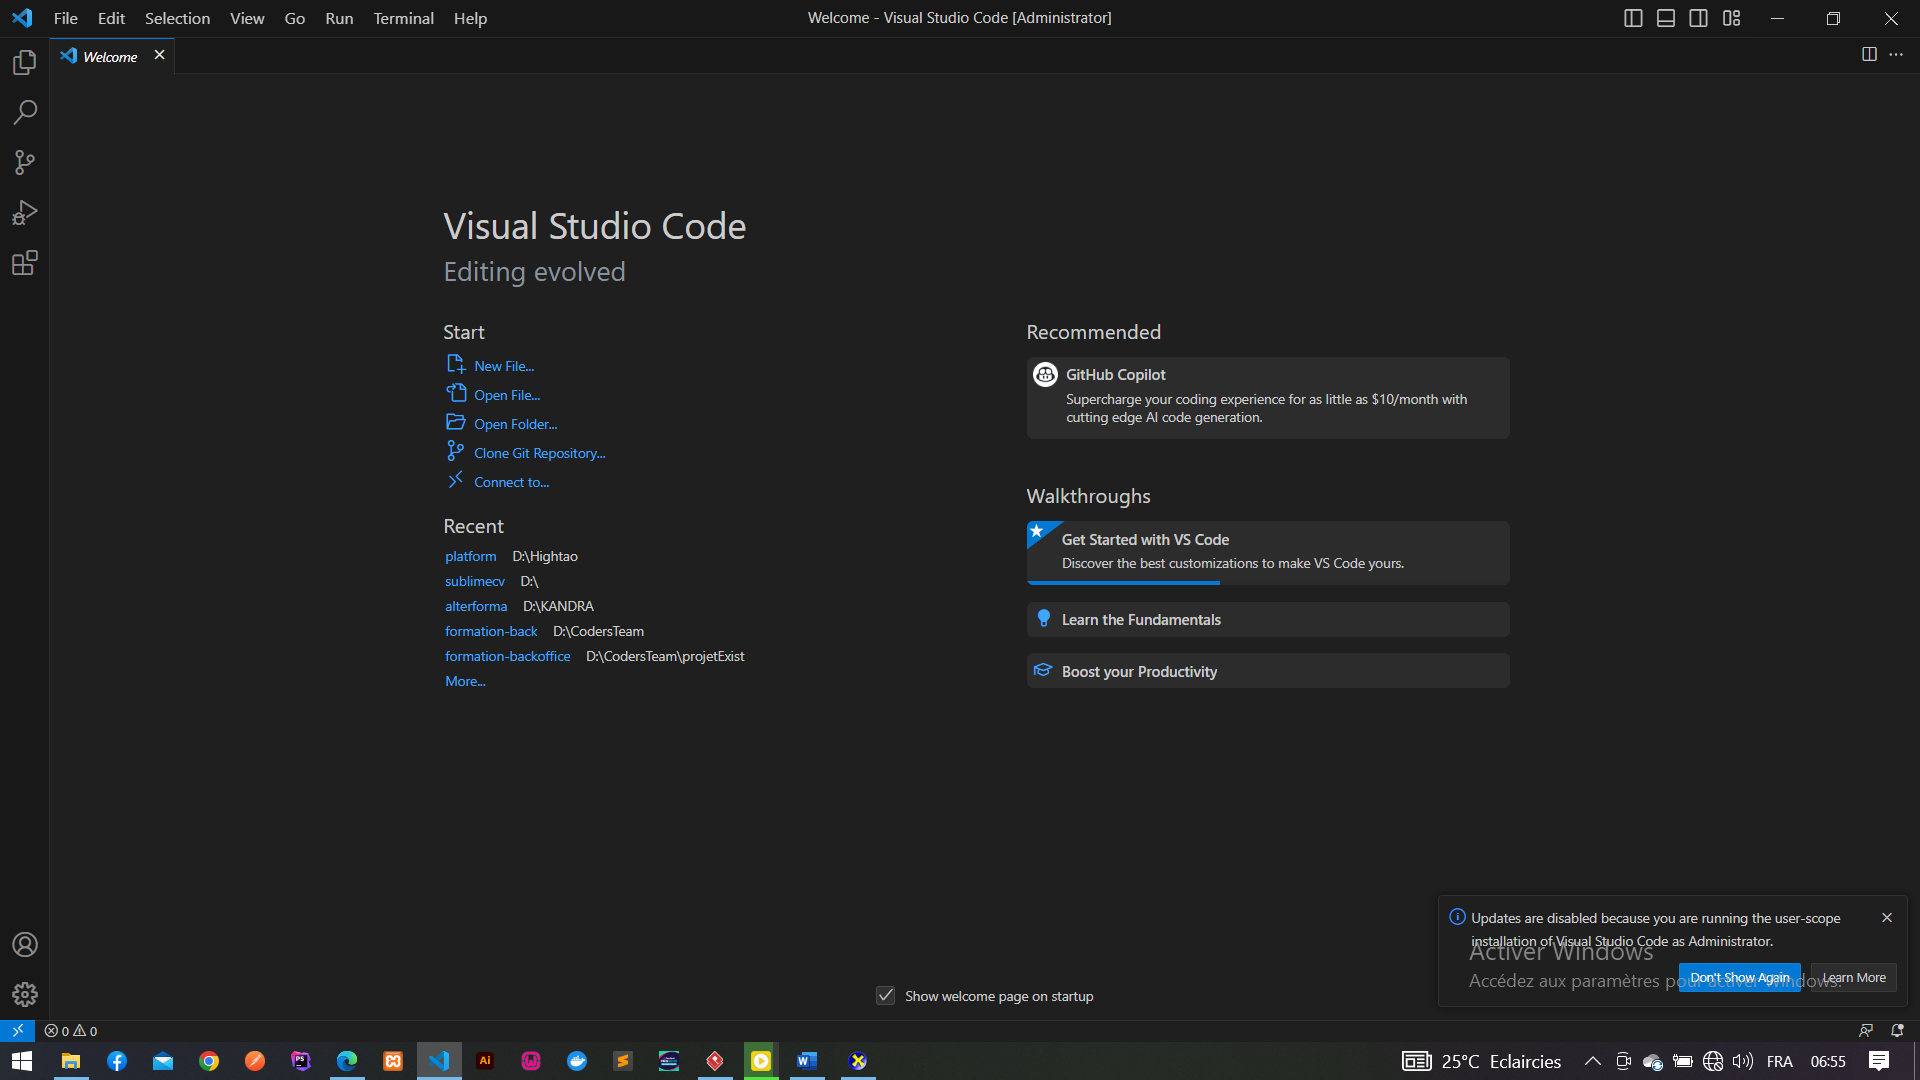 File Edit Selection View Go Run Terminal Help
Welcome - Visual Studio Code [Administrator]
Welcome
Visual Studio Code
Editing evolved
Start
New File...
Open File...
Open Folder...
Clone Git Repository...
Connect to...
Recent
platform D:\Hightao
sublimecv D:\
alterforma D:\KANDRA
formation-back D:\CodersTeam
formation-backoffice D:\CodersTeam\projetExist
More...
Recommended
GitHub Copilot
Supercharge your coding experience for as little as $10/month with
cutting edge AI code generation.
Walkthroughs
Get Started with VS Code
Discover the best customizations to make VS Code yours.
Learn the Fundamentals
Boost your Productivity
Updates are disabled because you are running the user-scope
installation of Visual Studio Code as Administrator.
Don't Show Again Learn More
Activer Windows
Accédez aux paramètres pour activer Windows.
Show welcome page on startup
0 0
PS
Ai
W
25°C Eclaircies
FRA
06:55